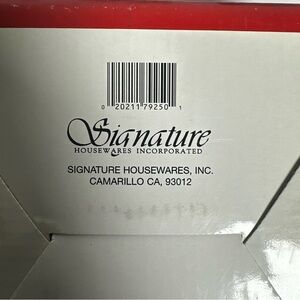 0 20211 79250 1
Signature
HOUSEWARES INCORPORATED
SIGNATURE HOUSEWARES, INC.
CAMARILLO CA, 93012